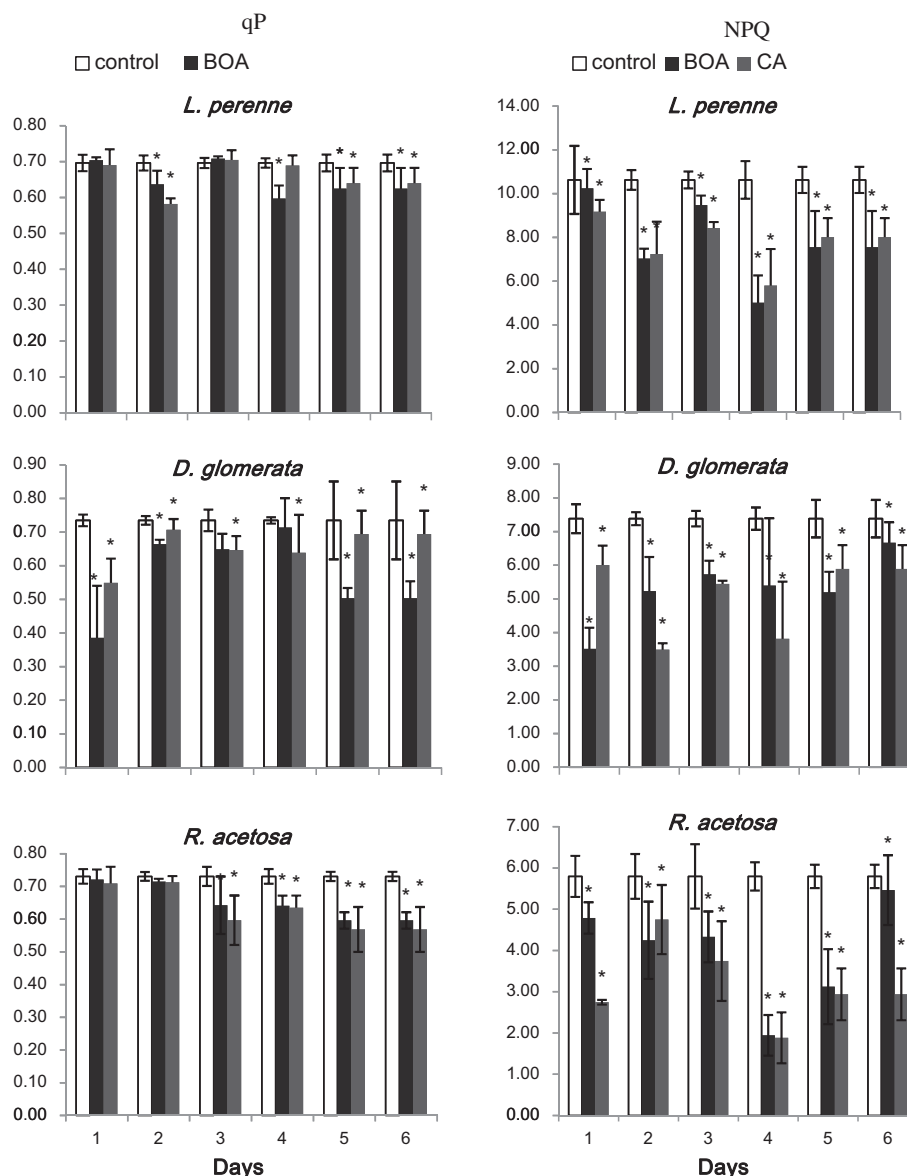 qP
NPQ
control BOA
control BOA CA
L. perenne
0.80
0.70
0.60
0.50
0.40
0.30
0.20
0.10
0.00
* * * * * * *
L. perenne
14.00
12.00
10.00
8.00
6.00
4.00
2.00
0.00
* * * * * * * * * * * *
D. glomerata
0.90
0.80
0.70
0.60
0.50
0.40
0.30
0.20
0.10
0.00
* * * * * * * * * *
D. glomerata
9.00
8.00
7.00
6.00
5.00
4.00
3.00
2.00
1.00
0.00
* * * * * * * * * * * *
R. acetosa
0.80
0.70
0.60
0.50
0.40
0.30
0.20
0.10
0.00
* * * * * * * *
1 2 3 4 5 6
Days
R. acetosa
7.00
6.00
5.00
4.00
3.00
2.00
1.00
0.00
* * * * * * * * * * * *
1 2 3 4 5 6
Days